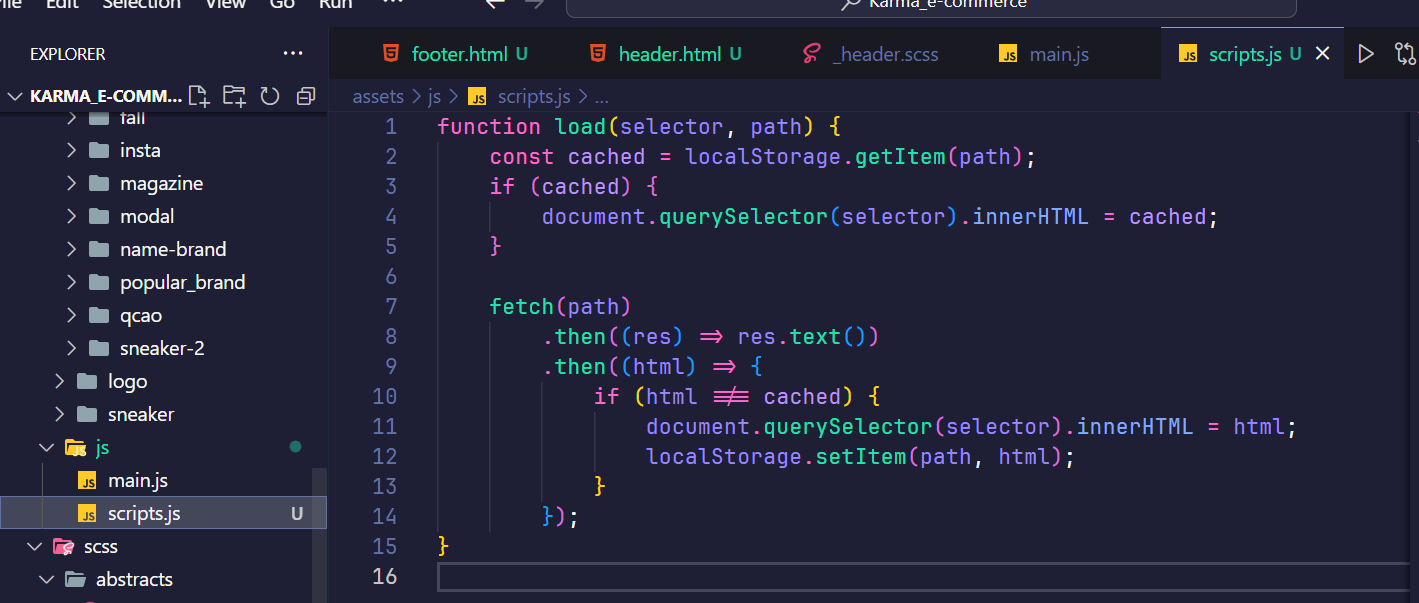 File Edit Selection View Go Run ...
Karma_e-commerce
EXPLORER ...
KARMA_E-COMM...
fall
insta
magazine
modal
name-brand
popular_brand
qcao
sneaker-2
logo
sneaker
js
main.js
scripts.js U
scss
abstracts
footer.html U header.html U _header.scss main.js scripts.js U
assets > js > scripts.js > ...
1 function load(selector, path) {
2 const cached = localStorage.getItem(path);
3 if (cached) {
4 document.querySelector(selector).innerHTML = cached;
5 }
6
7 fetch(path)
8 .then((res) => res.text())
9 .then((html) => {
10 if (html !== cached) {
11 document.querySelector(selector).innerHTML = html;
12 localStorage.setItem(path, html);
13 }
14 });
15 }
16